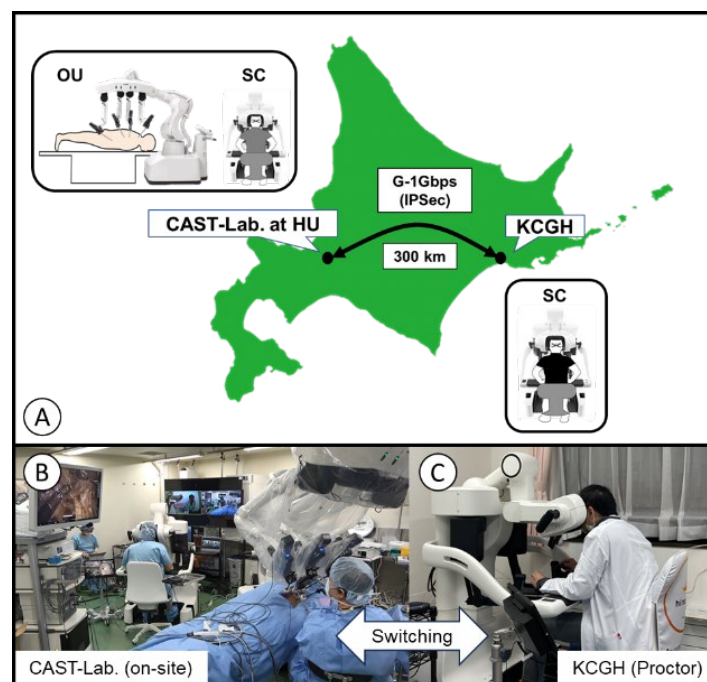 OU
SC
G-1Gbps
(IPSec)
CAST-Lab. at HU
KCGH
300 km
SC
A
B
C
Switching
CAST-Lab. (on-site)
KCGH (Proctor)